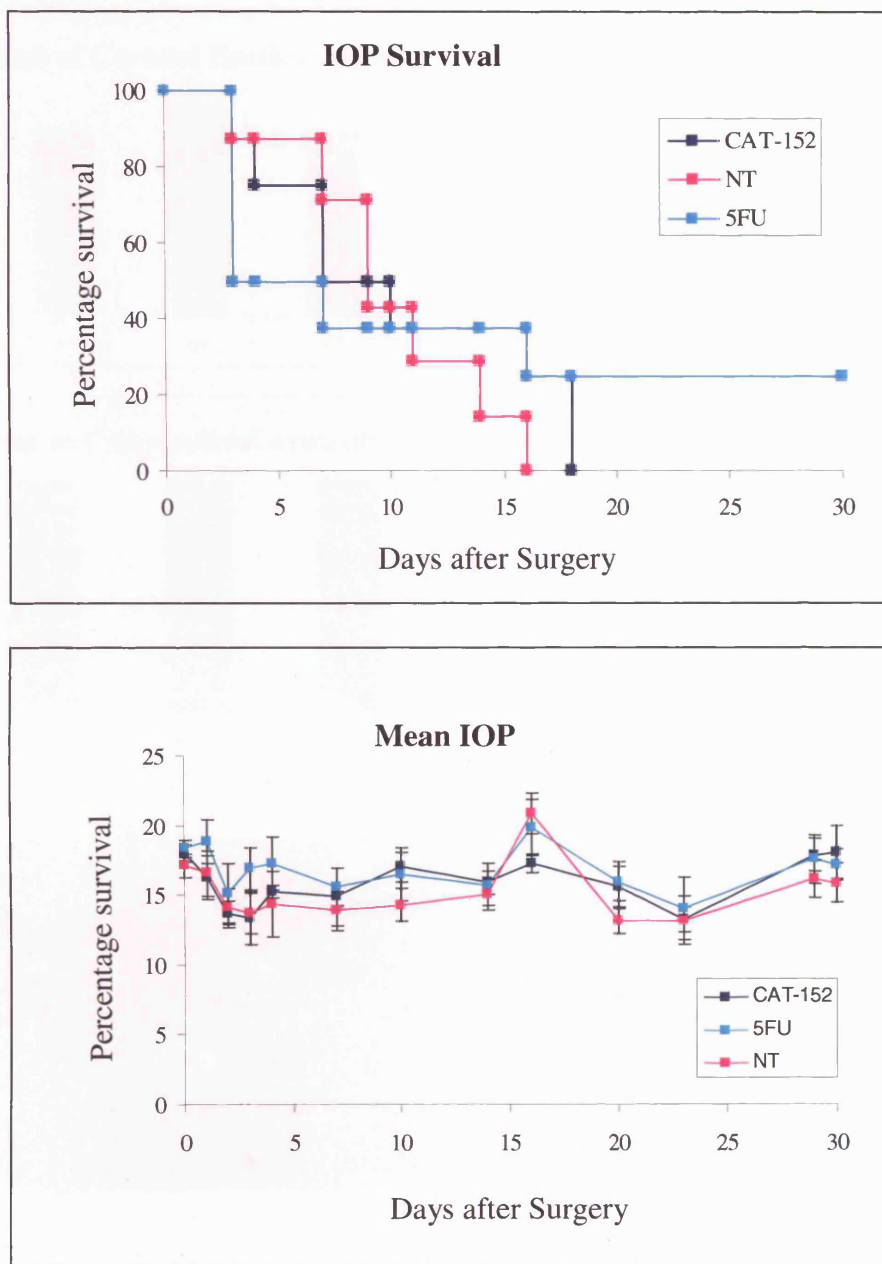 IOP Survival
Percentage survival
100
80
60
40
20
0
0 5 10 15 20 25 30
Days after Surgery
CAT-152
NT
5FU
Mean IOP
Percentage survival
25
20
15
10
5
0
0 5 10 15 20 25 30
Days after Surgery
CAT-152
5FU
NT